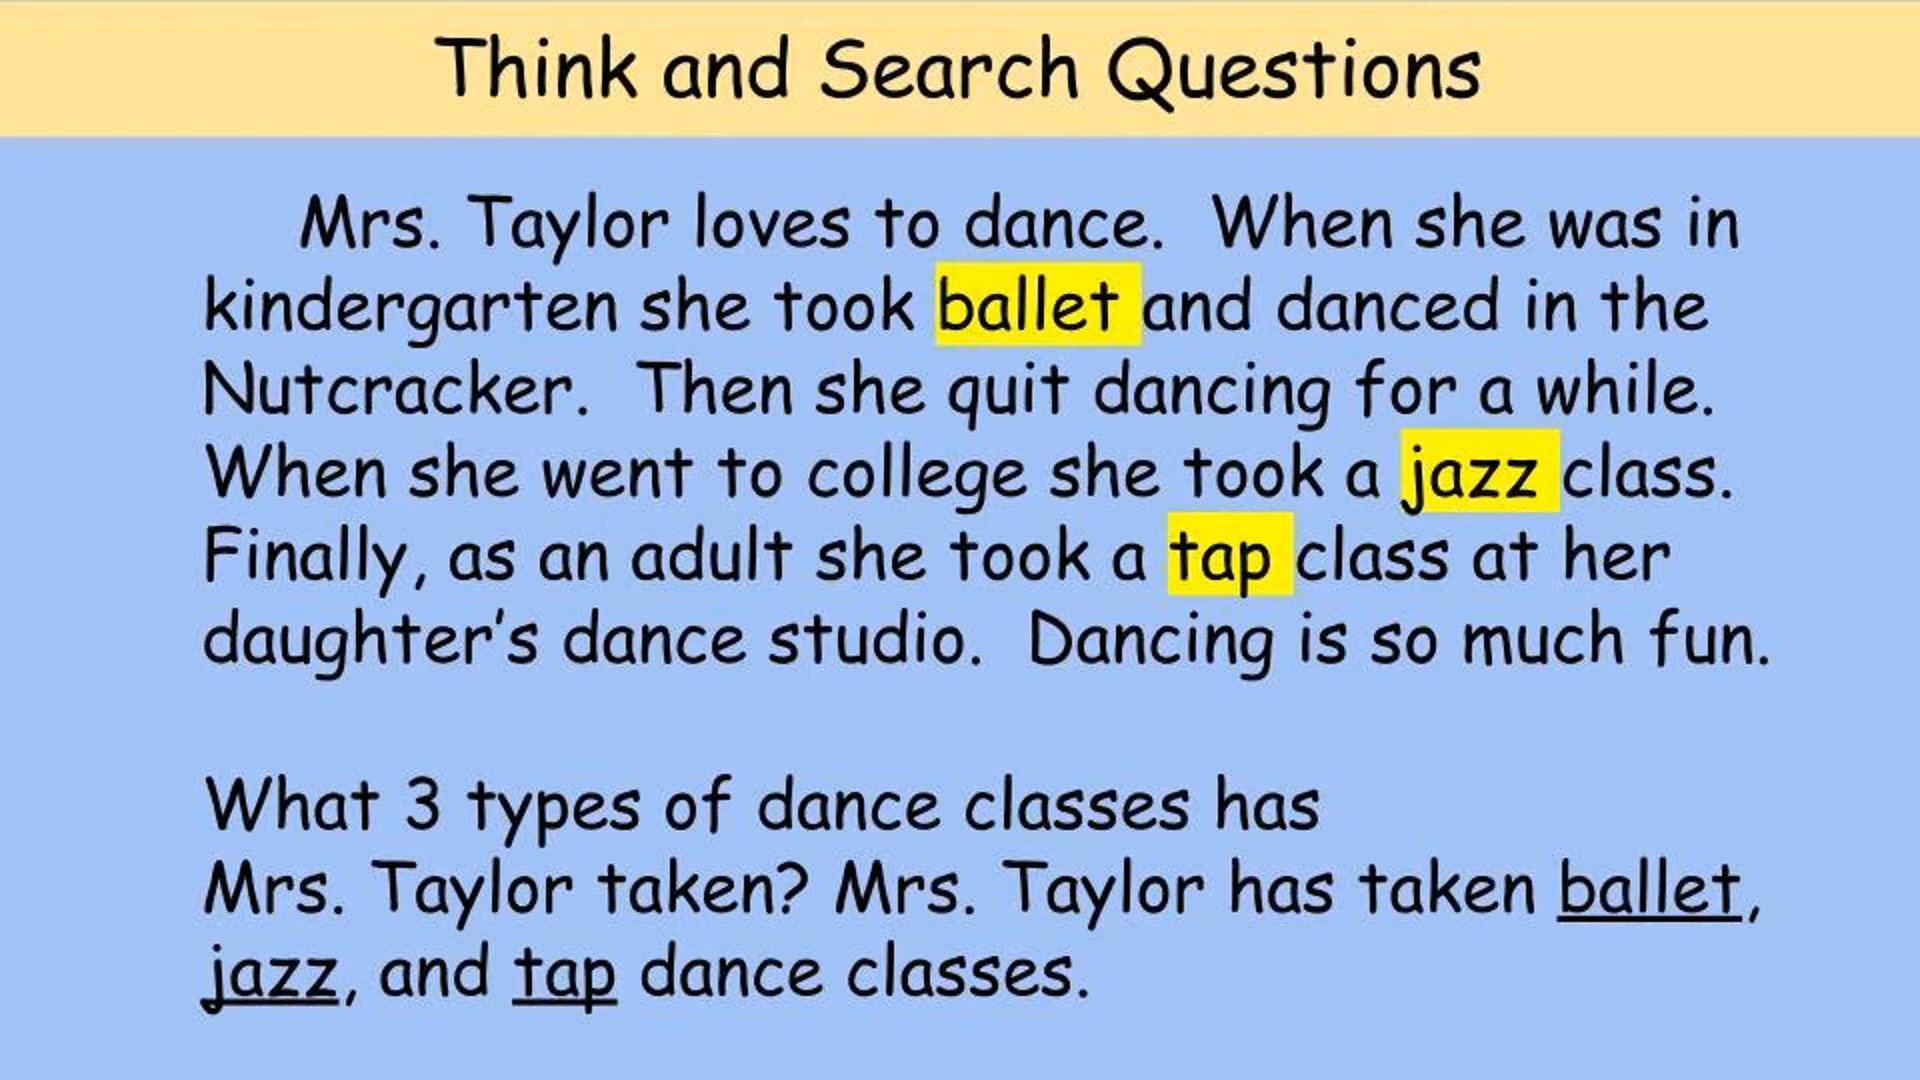 Think and Search Questions
Mrs. Taylor loves to dance. When she was in
kindergarten she took ballet and danced in the
Nutcracker. Then she quit dancing for a while.
When she went to college she took a jazz class.
Finally, as an adult she took a tap class at her
daughter's dance studio. Dancing is so much fun.
What 3 types of dance classes has
Mrs. Taylor taken? Mrs. Taylor has taken ballet,
jazz, and tap dance classes.